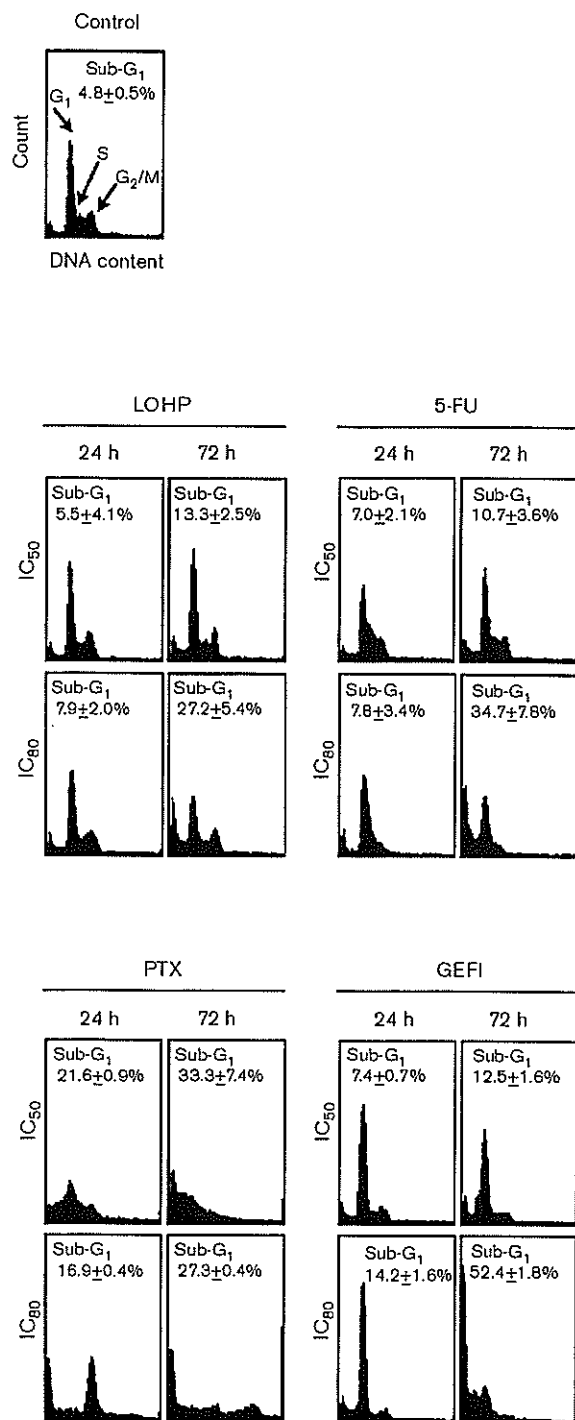 Control
Sub-G1
4.8±0.5%
G1
S
G2/M
Count
DNA content
LOHP
5-FU
24 h
72 h
24 h
72 h
IC50
Sub-G1
5.5±4.1%
Sub-G1
13.3±2.5%
IC50
Sub-G1
7.0±2.1%
Sub-G1
10.7±3.6%
IC80
Sub-G1
7.9±2.0%
Sub-G1
27.2±5.4%
IC80
Sub-G1
7.8±3.4%
Sub-G1
34.7±7.8%
PTX
GEFI
24 h
72 h
24 h
72 h
IC50
Sub-G1
21.6±0.9%
Sub-G1
33.3±7.4%
IC50
Sub-G1
7.4±0.7%
Sub-G1
12.5±1.6%
IC80
Sub-G1
16.9±0.4%
Sub-G1
27.3±0.4%
IC80
Sub-G1
14.2±1.6%
Sub-G1
52.4±1.8%